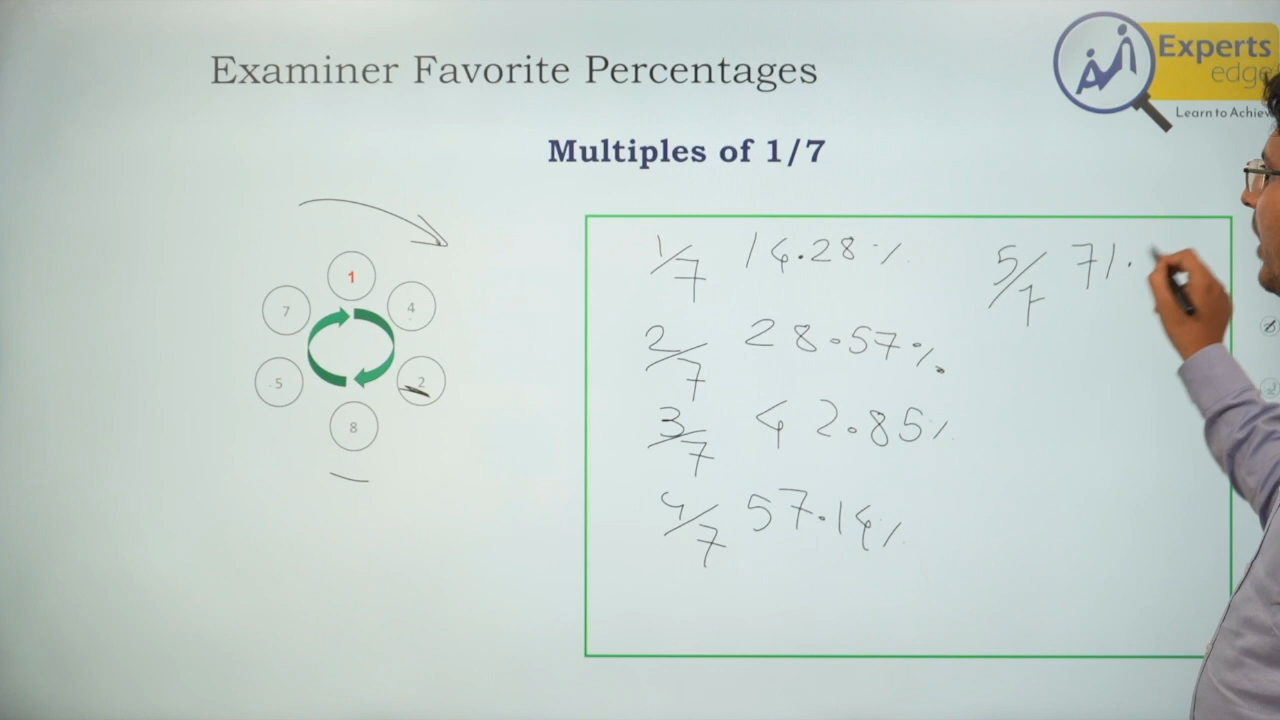 Examiner Favorite Percentages
Experts
edge
Learn to Achiev
Multiples of 1/7
1
4
2
8
5
7
1/7 14.28%
2/7 28.57%
3/7 42.85%
4/7 57.14%
5/7 71.